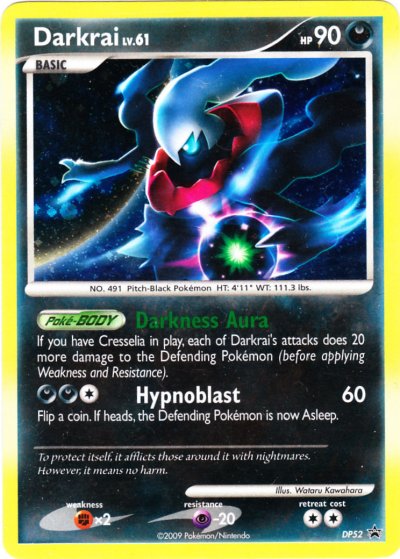 Darkrai LV.61
HP 90
BASIC
NO. 491 Pitch-Black Pokémon HT: 4'11" WT: 111.3 lbs.
Poké-BODY Darkness Aura
If you have Cresselia in play, each of Darkrai's attacks does 20
more damage to the Defending Pokémon (before applying
Weakness and Resistance).
Hypnoblast 60
Flip a coin. If heads, the Defending Pokémon is now Asleep.
To protect itself, it afflicts those around it with nightmares.
However, it means no harm.
Illus. Wataru Kawahara
weakness resistance retreat cost
×2 -20
©2009 Pokémon/Nintendo DP52